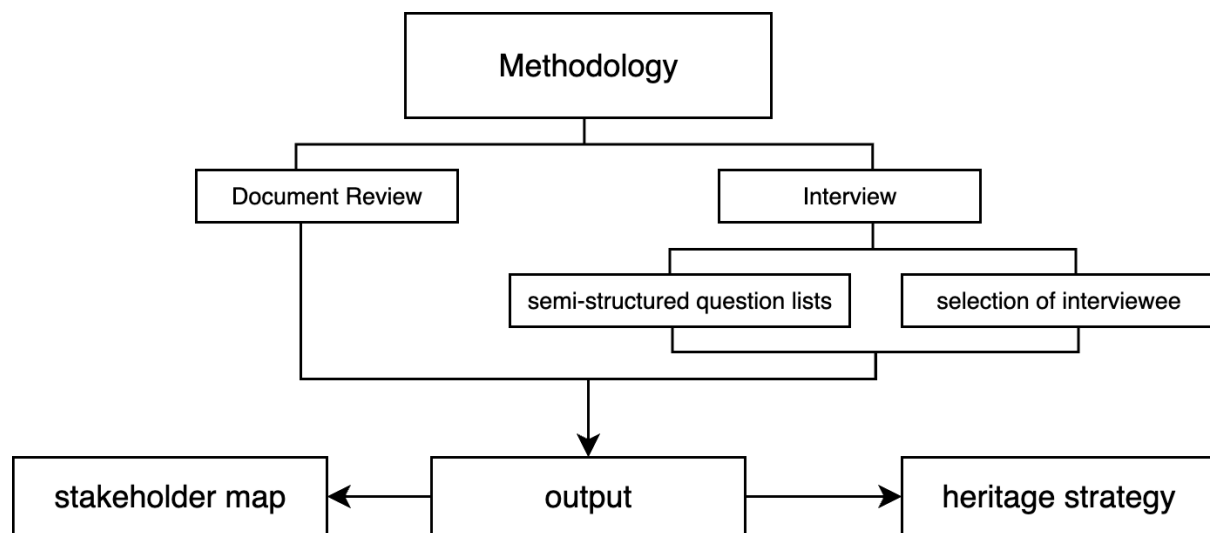 Methodology
Document Review
Interview
semi-structured question lists
selection of interviewee
stakeholder map
output
heritage strategy